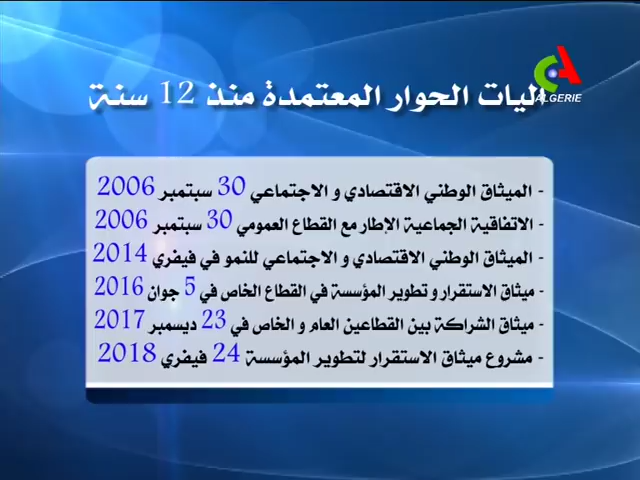 اليات الحوار المعتمدة منذ 12 سنة
ALGERIE
- الميثاق الوطني الاقتصادي و الاجتماعي 30 سبتمبر 2006
- الاتفاقية الجماعية الإطار مع القطاع العمومي 30 سبتمبر 2006
- الميثاق الوطني الاقتصادي و الاجتماعي للنمو في فيفري 2014
- ميثاق الاستقرار و تطوير المؤسسة في القطاع الخاص في 5 جوان 2016
- ميثاق الشراكة بين القطاعين العام و الخاص في 23 ديسمبر 2017
- مشروع ميثاق الاستقرار لتطوير المؤسسة 24 فيفري 2018